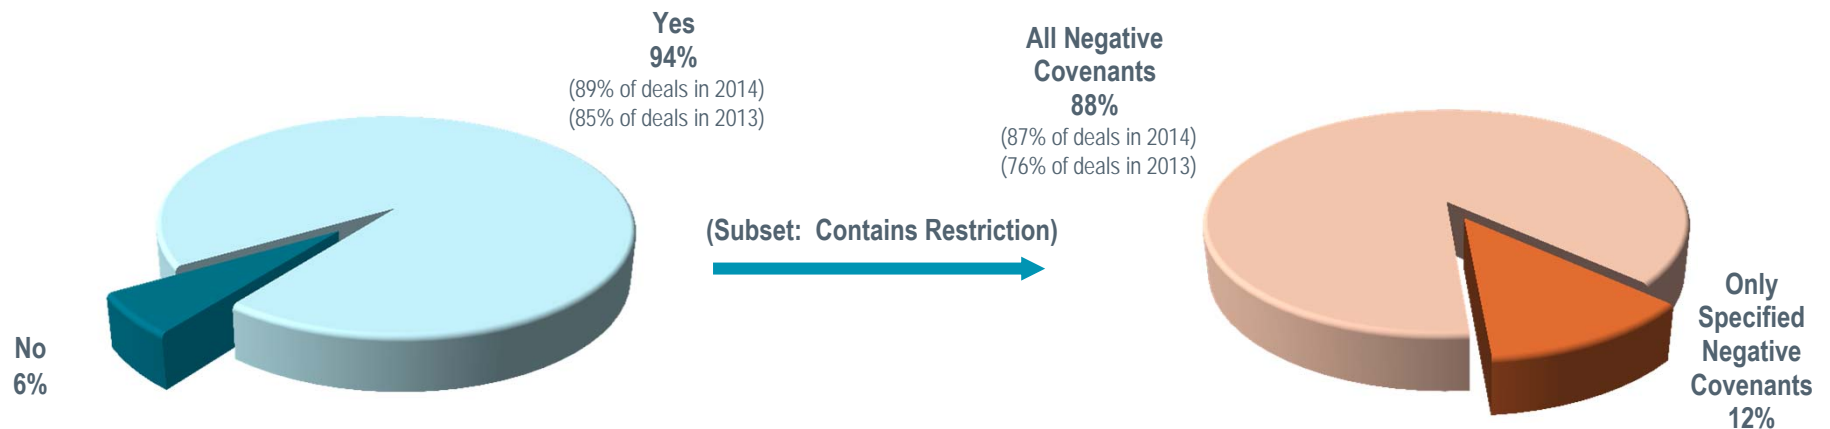 Yes
94%
(89% of deals in 2014)
(85% of deals in 2013)
No
6%
(Subset: Contains Restriction)
All Negative
Covenants
88%
(87% of deals in 2014)
(76% of deals in 2013)
Only
Specified
Negative
Covenants
12%